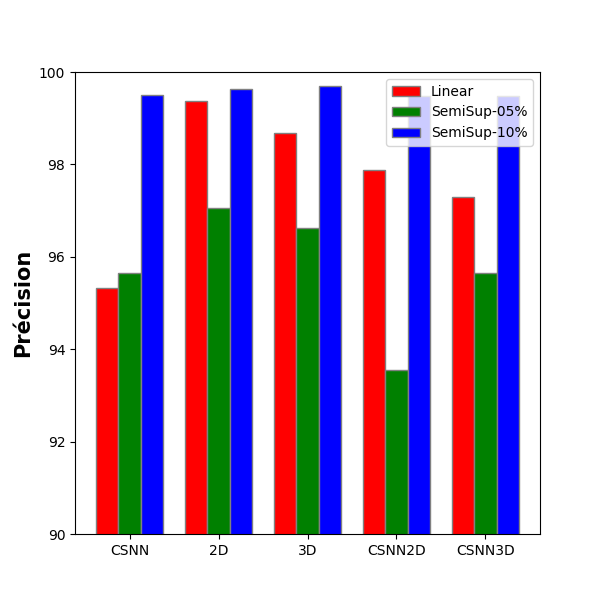 Linear
SemiSup-05%
SemiSup-10%
Précision
100
98
96
94
92
90
CSNN 2D 3D CSNN2D CSNN3D